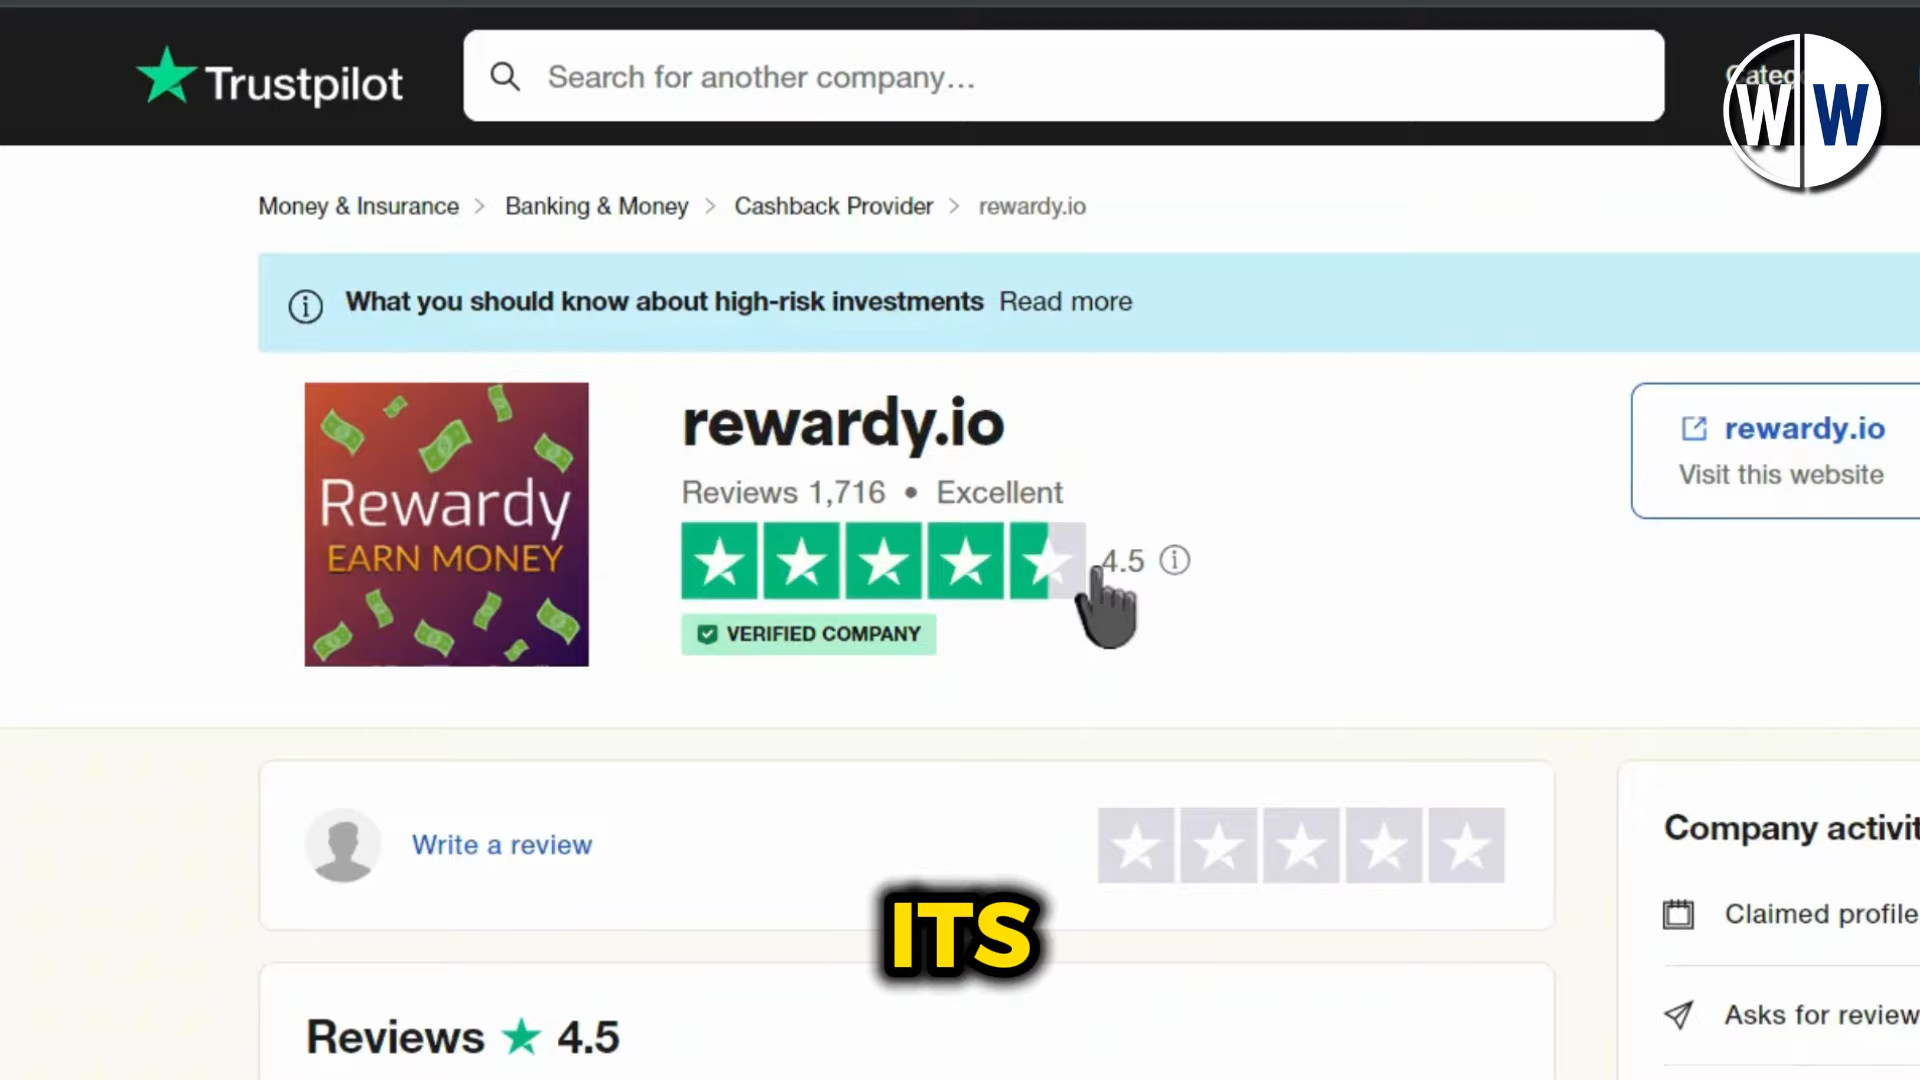 Trustpilot
Search for another company...
Categ
W W
Money & Insurance > Banking & Money > Cashback Provider > rewardy.io
What you should know about high-risk investments Read more
Rewardy
EARN MONEY
rewardy.io
Reviews 1,716 • Excellent
4.5
VERIFIED COMPANY
rewardy.io
Visit this website
Write a review
ITS
Reviews ★ 4.5
Company activit
Claimed profile
Asks for review